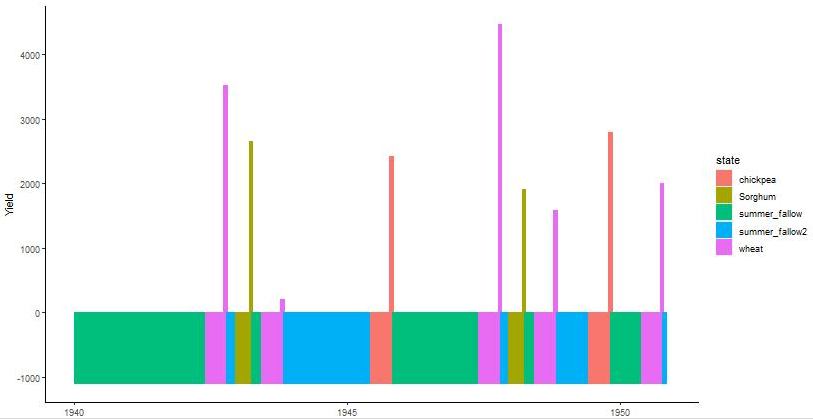 4000
3000
2000
1000
0
-1000
Yield
1940
1945
1950
state
chickpea
Sorghum
summer_fallow
summer_fallow2
wheat